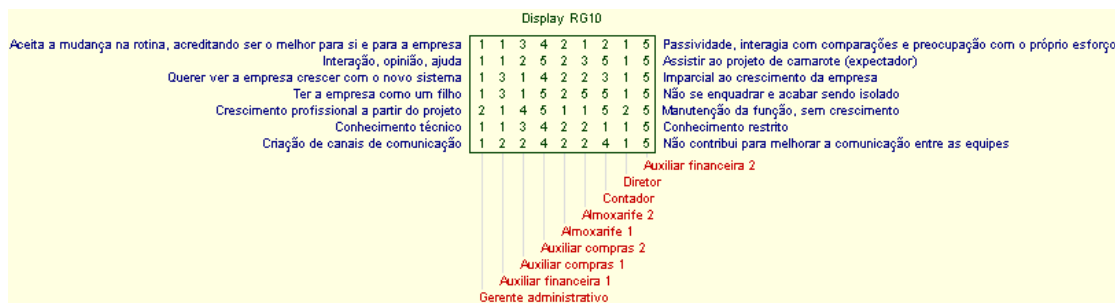 Display RG10
Aceita a mudança na rotina, acreditando ser o melhor para si e para a empresa 1 1 3 4 2 1 2 1 5 Passividade, interagia com comparações e preocupação com o próprio esforço
Interação, opinião, ajuda 1 1 2 5 2 3 5 1 5 Assistir ao projeto de camarote (expectador)
Querer ver a empresa crescer com o novo sistema 1 3 1 4 2 2 3 1 5 Imparcial ao crescimento da empresa
Ter a empresa como um filho 1 3 1 5 2 5 5 1 5 Não se enquadrar e acabar sendo isolado
Crescimento profissional a partir do projeto 2 1 4 5 1 1 5 2 5 Manutenção da função, sem crescimento
Conhecimento técnico 1 1 3 4 2 2 1 1 5 Conhecimento restrito
Criação de canais de comunicação 1 2 2 4 2 2 4 1 5 Não contribui para melhorar a comunicação entre as equipes
Auxiliar financeira 2
Diretor
Contador
Almoxarife 2
Almoxarife 1
Auxiliar compras 2
Auxiliar compras 1
Auxiliar financeira 1
Gerente administrativo